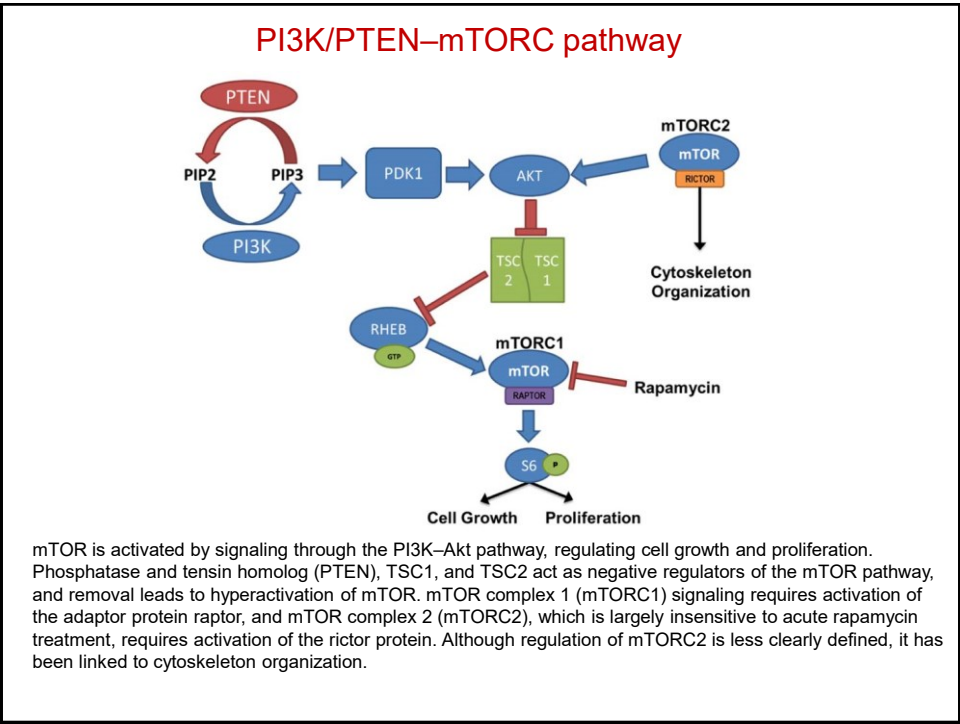 PI3K/PTEN–mTORC pathway
PTEN
mTORC2
mTOR
RICTOR
PIP2
PIP3
PDK1
AKT
PI3K
TSC
2
TSC
1
Cytoskeleton
Organization
RHEB
GTP
mTORC1
mTOR
RAPTOR
Rapamycin
S6
P
Cell Growth
Proliferation
mTOR is activated by signaling through the PI3K–Akt pathway, regulating cell growth and proliferation.
Phosphatase and tensin homolog (PTEN), TSC1, and TSC2 act as negative regulators of the mTOR pathway,
and removal leads to hyperactivation of mTOR. mTOR complex 1 (mTORC1) signaling requires activation of
the adaptor protein raptor, and mTOR complex 2 (mTORC2), which is largely insensitive to acute rapamycin
treatment, requires activation of the rictor protein. Although regulation of mTORC2 is less clearly defined, it has
been linked to cytoskeleton organization.